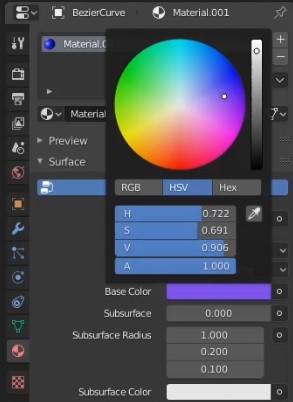 BezierCurve Material.001
Material.0
Material
Preview
Surface
RGB HSV Hex
H 0.722
S 0.691
V 0.906
A 1.000
Base Color
Subsurface 0.000
Subsurface Radius 1.000
0.200
0.100
Subsurface Color